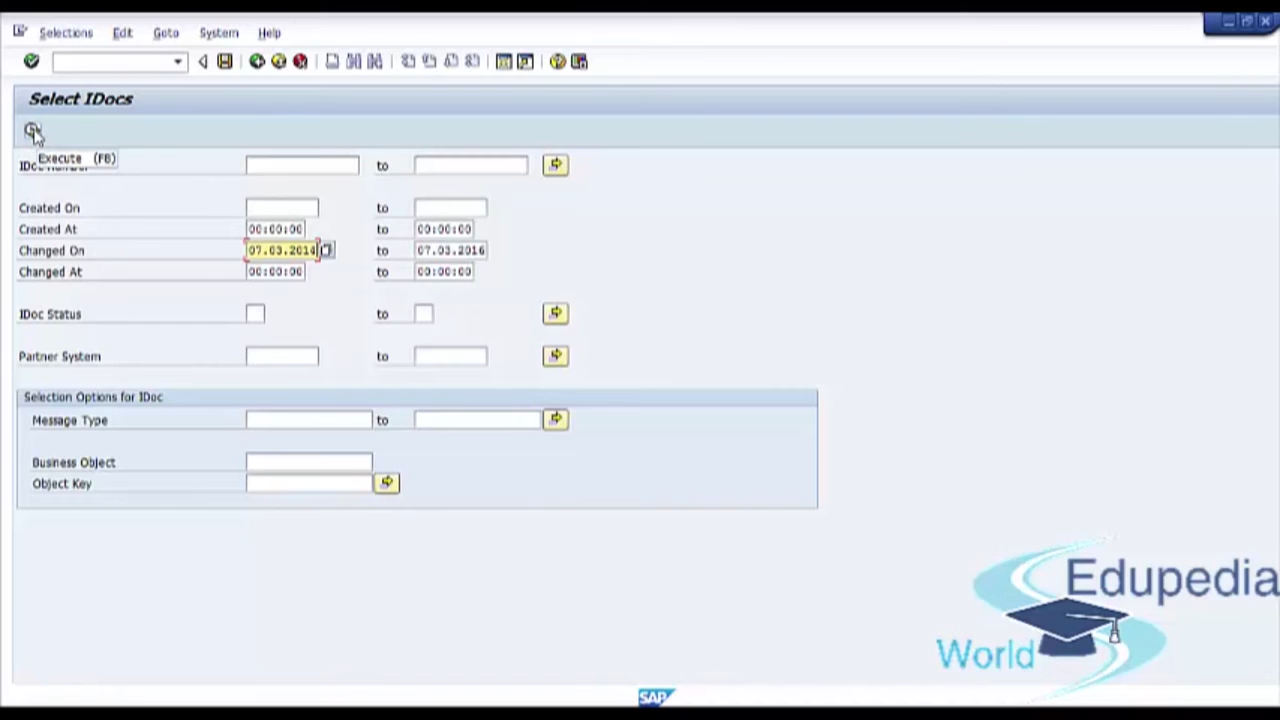 Selections Edit Goto System Help
Select IDocs
Execute (F8)
to
Created On to
Created At 00:00:00 to 00:00:00
Changed On 07.03.2014 to 07.03.2016
Changed At 00:00:00 to 00:00:00
IDoc Status to
Partner System to
Selection Options for IDoc
Message Type to
Business Object
Object Key
Edupedia
World
SAP